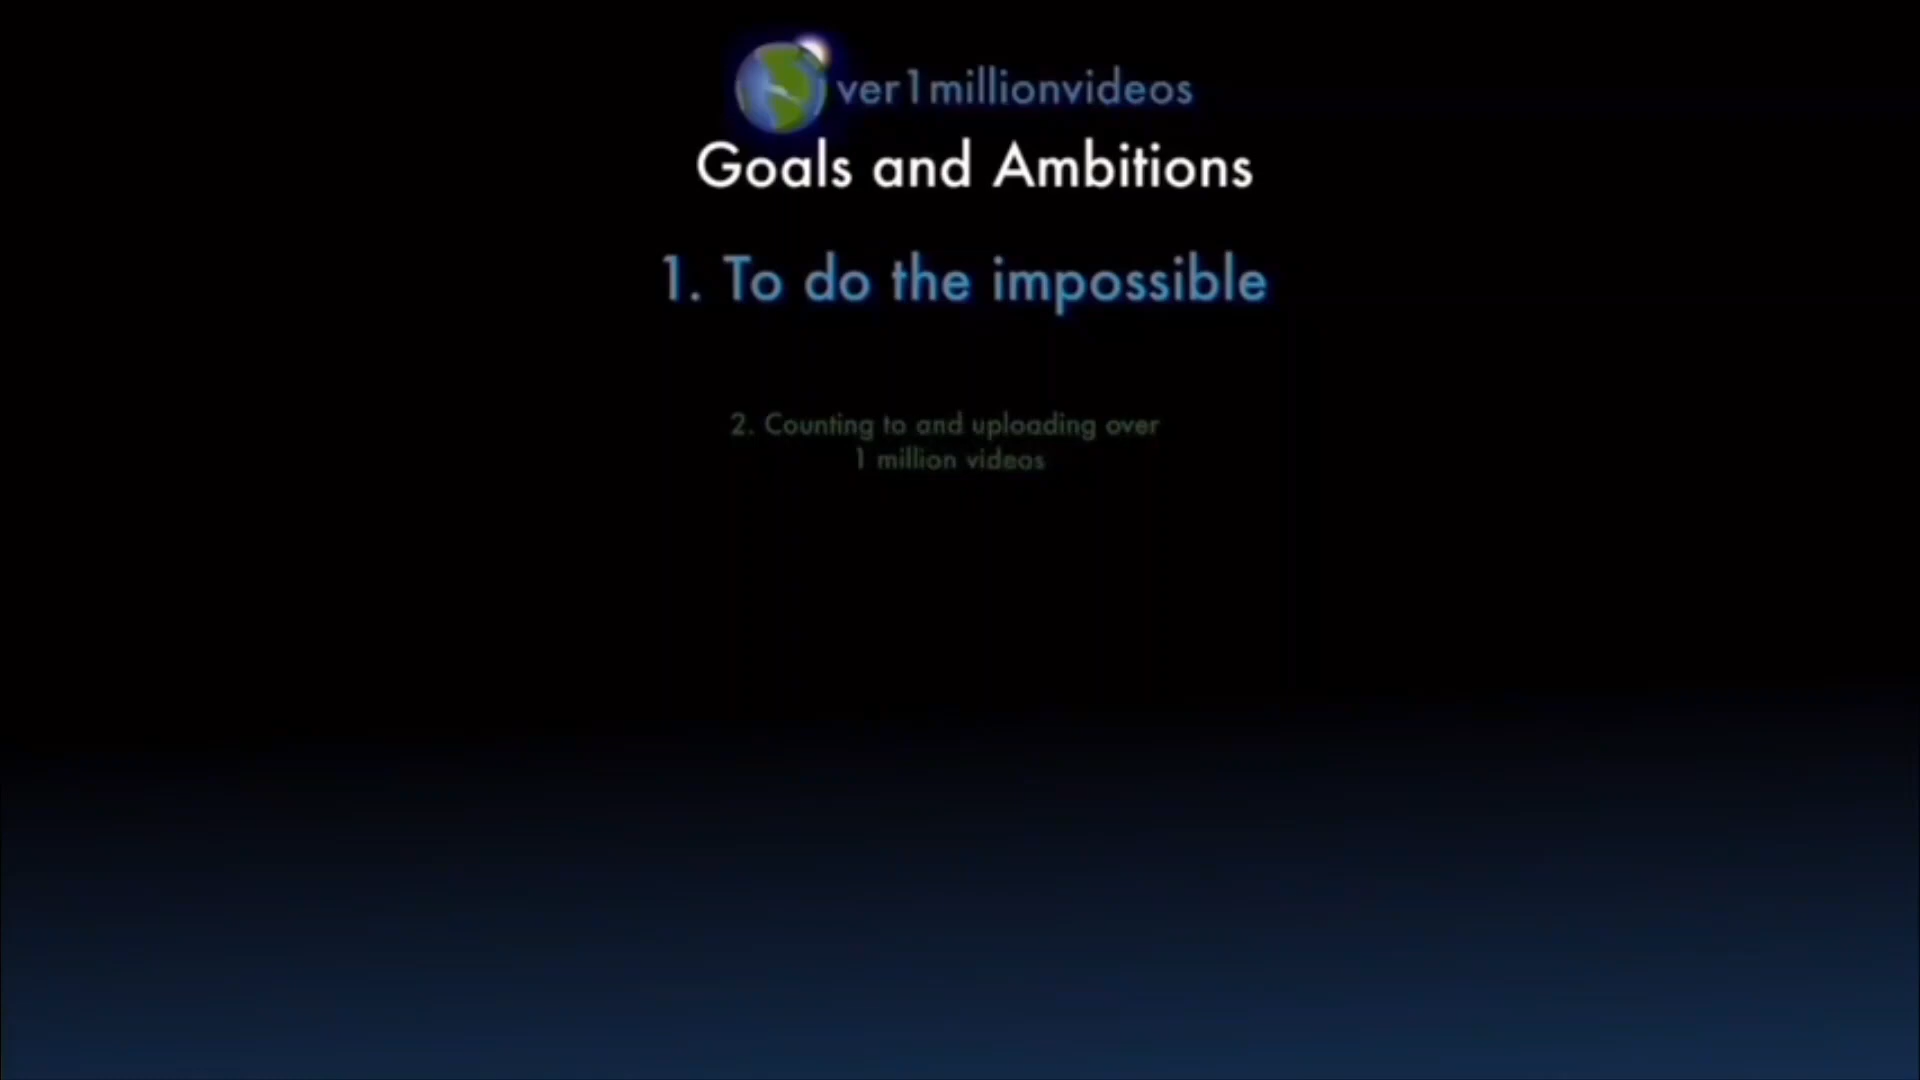 ver1millionvideos
Goals and Ambitions
1. To do the impossible
2. Counting to and uploading over
1 million videos